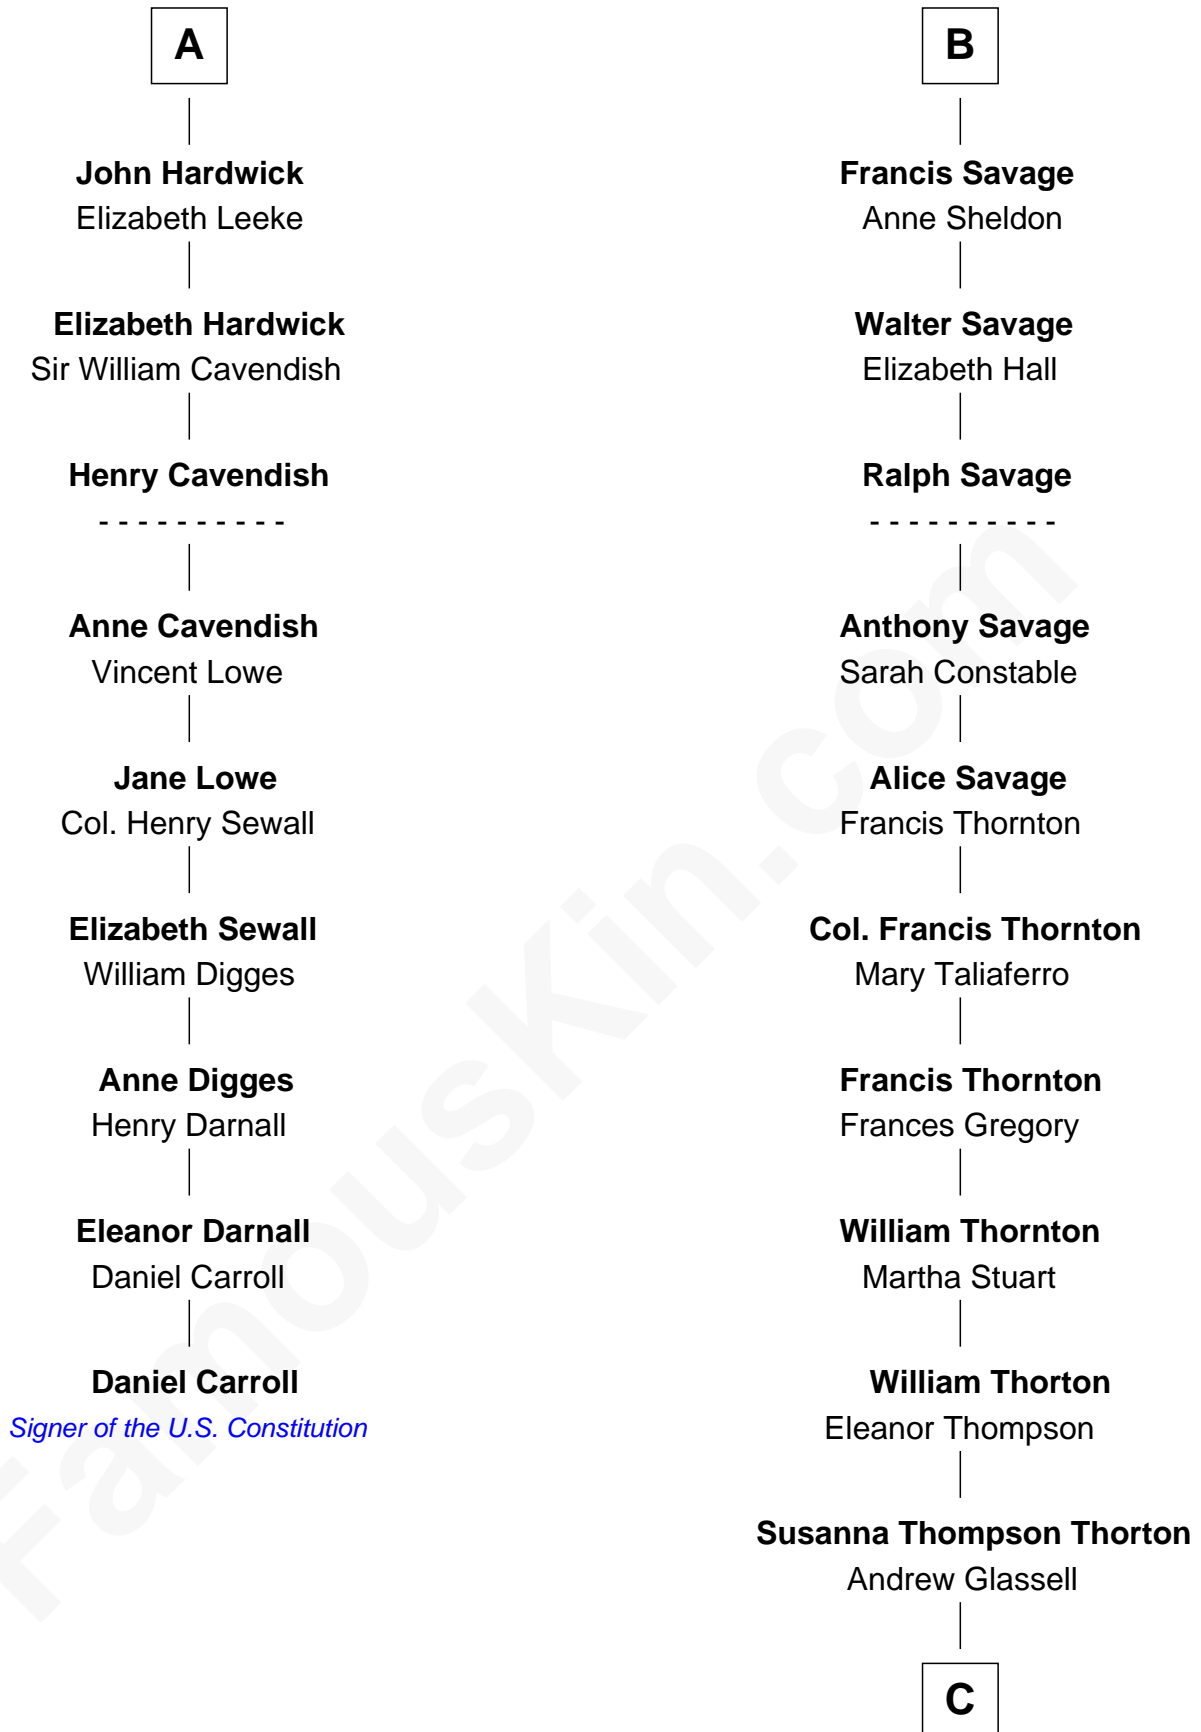 A
John Hardwick
Elizabeth Leeke
Elizabeth Hardwick
Sir William Cavendish
Henry Cavendish
- - - - - - - - - -
Anne Cavendish
Vincent Lowe
Jane Lowe
Col. Henry Sewall
Elizabeth Sewall
William Digges
Anne Digges
Henry Darnall
Eleanor Darnall
Daniel Carroll
Daniel Carroll
Signer of the U.S. Constitution
B
Francis Savage
Anne Sheldon
Walter Savage
Elizabeth Hall
Ralph Savage
- - - - - - - - - -
Anthony Savage
Sarah Constable
Alice Savage
Francis Thornton
Col. Francis Thornton
Mary Taliaferro
Francis Thornton
Frances Gregory
William Thornton
Martha Stuart
William Thorton
Eleanor Thompson
Susanna Thompson Thorton
Andrew Glassell
C
FamousKin.com